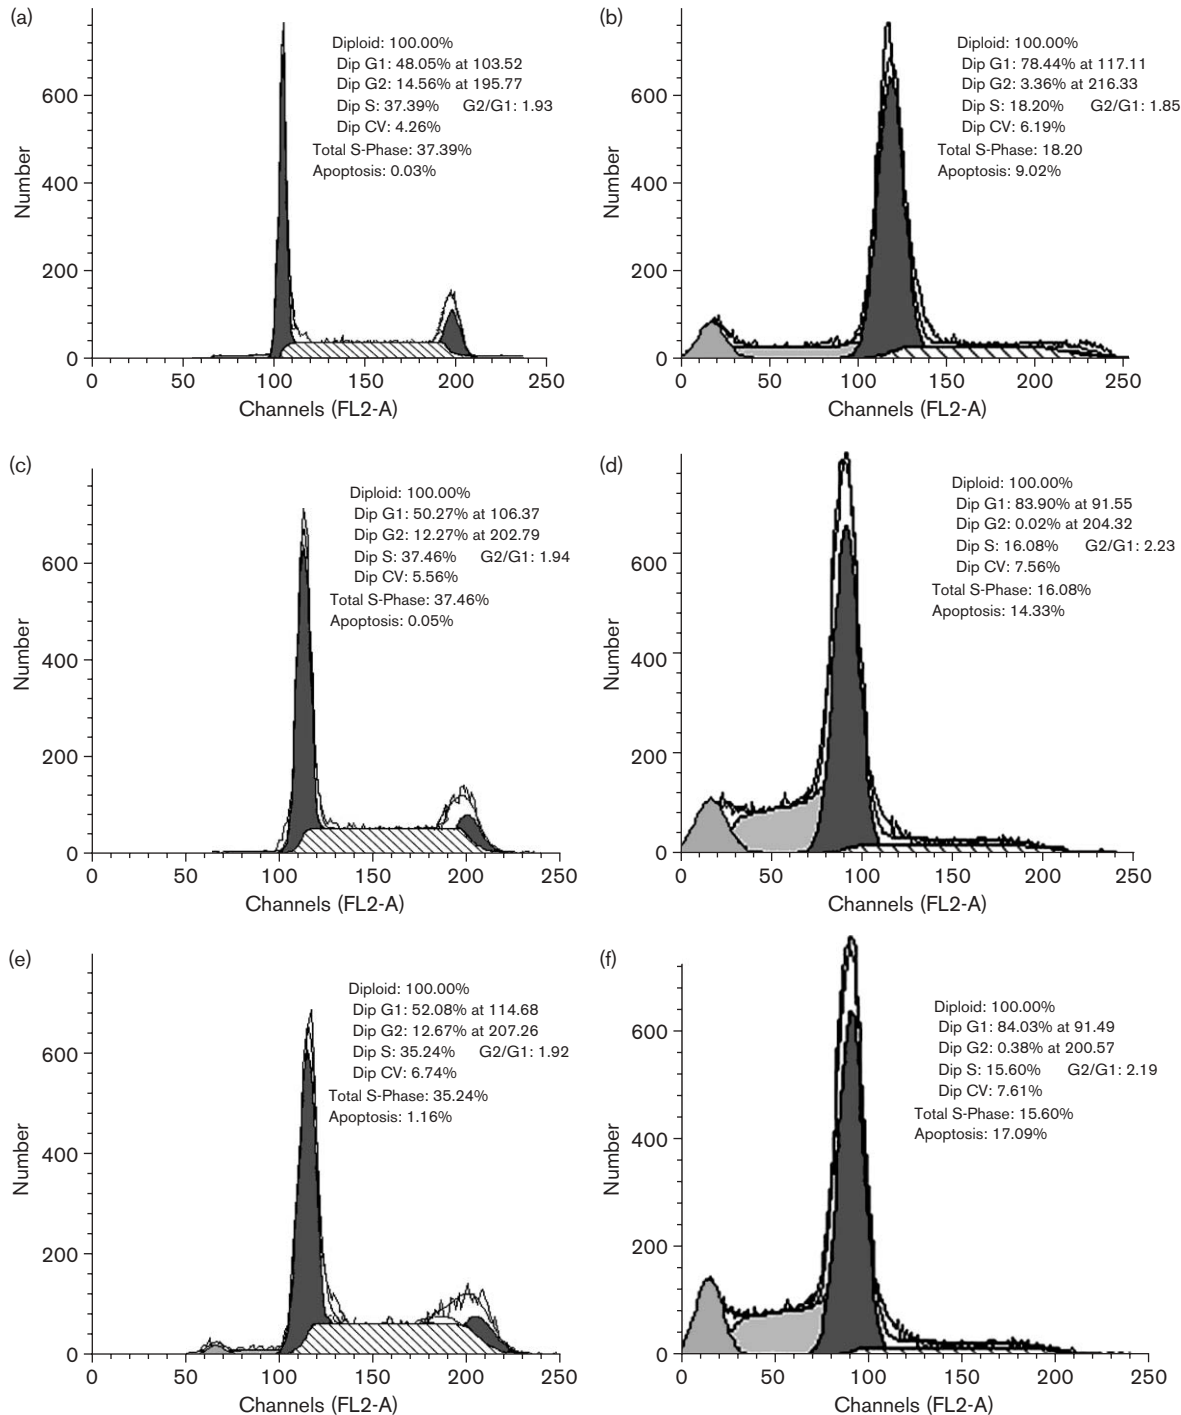 (a)
Diploid: 100.00%
Dip G1: 48.05% at 103.52
Dip G2: 14.56% at 195.77
Dip S: 37.39% G2/G1: 1.93
Dip CV: 4.26%
Total S-Phase: 37.39%
Apoptosis: 0.03%
600
400
200
0
Number
0 50 100 150 200 250
Channels (FL2-A)
(b)
Diploid: 100.00%
Dip G1: 78.44% at 117.11
Dip G2: 3.36% at 216.33
Dip S: 18.20% G2/G1: 1.85
Dip CV: 6.19%
Total S-Phase: 18.20
Apoptosis: 9.02%
600
400
200
0
Number
0 50 100 150 200 250
Channels (FL2-A)
(c)
Diploid: 100.00%
Dip G1: 50.27% at 106.37
Dip G2: 12.27% at 202.79
Dip S: 37.46% G2/G1: 1.94
Dip CV: 5.56%
Total S-Phase: 37.46%
Apoptosis: 0.05%
600
400
200
0
Number
0 50 100 150 200 250
Channels (FL2-A)
(d)
Diploid: 100.00%
Dip G1: 83.90% at 91.55
Dip G2: 0.02% at 204.32
Dip S: 16.08% G2/G1: 2.23
Dip CV: 7.56%
Total S-Phase: 16.08%
Apoptosis: 14.33%
600
400
200
0
Number
0 50 100 150 200 250
Channels (FL2-A)
(e)
Diploid: 100.00%
Dip G1: 52.08% at 114.68
Dip G2: 12.67% at 207.26
Dip S: 35.24% G2/G1: 1.92
Dip CV: 6.74%
Total S-Phase: 35.24%
Apoptosis: 1.16%
600
400
200
0
Number
0 50 100 150 200 250
Channels (FL2-A)
(f)
Diploid: 100.00%
Dip G1: 84.03% at 91.49
Dip G2: 0.38% at 200.57
Dip S: 15.60% G2/G1: 2.19
Dip CV: 7.61%
Total S-Phase: 15.60%
Apoptosis: 17.09%
600
400
200
0
Number
0 50 100 150 200 250
Channels (FL2-A)